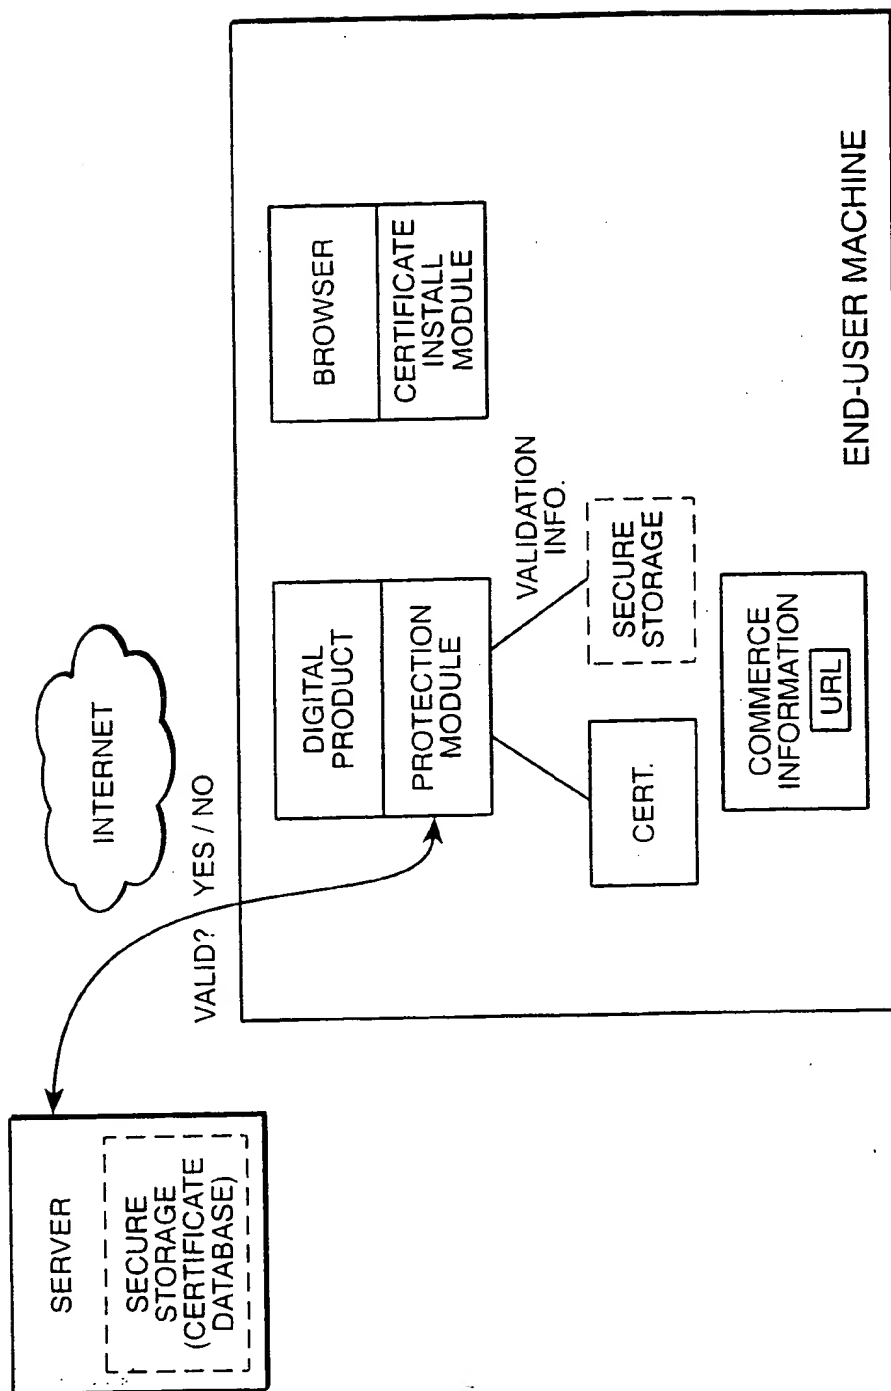 SERVER
SECURE
STORAGE
(CERTIFICATE
DATABASE)
INTERNET
VALID? YES / NO
DIGITAL
PRODUCT
PROTECTION
MODULE
BROWSER
CERTIFICATE
INSTALL
MODULE
VALIDATION
INFO.
CERT.
SECURE
STORAGE
COMMERCE
INFORMATION
URL
END-USER MACHINE